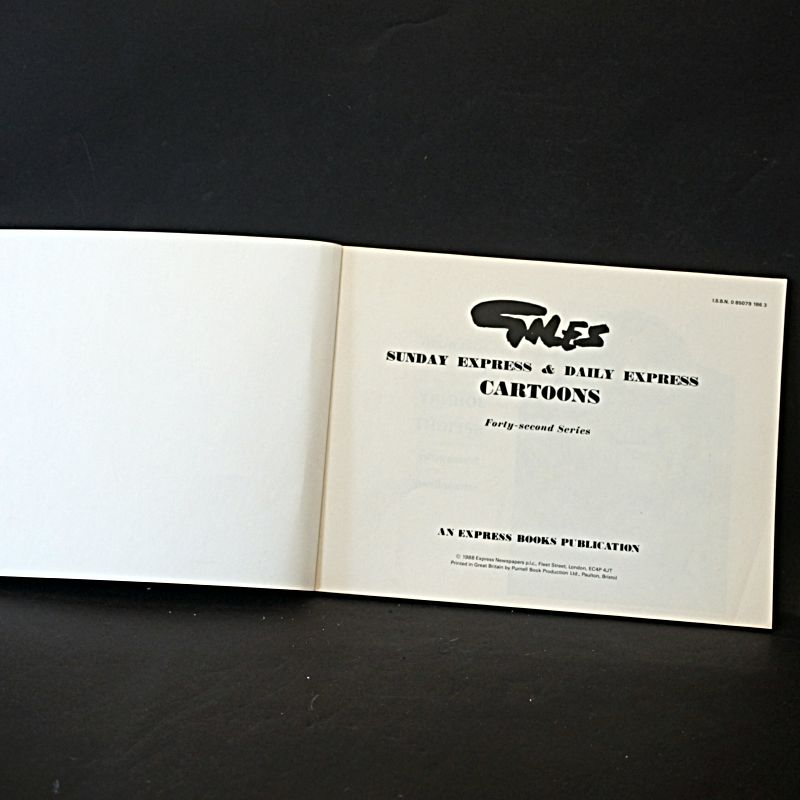 I.S.B.N. 0 85079 186 3
GILES
SUNDAY EXPRESS & DAILY EXPRESS
CARTOONS
Forty-second Series
AN EXPRESS BOOKS PUBLICATION
© 1988 Express Newspapers p.l.c., Fleet Street, London, EC4P 4JT
Printed in Great Britain by Purnell Book Production Ltd., Paulton, Bristol